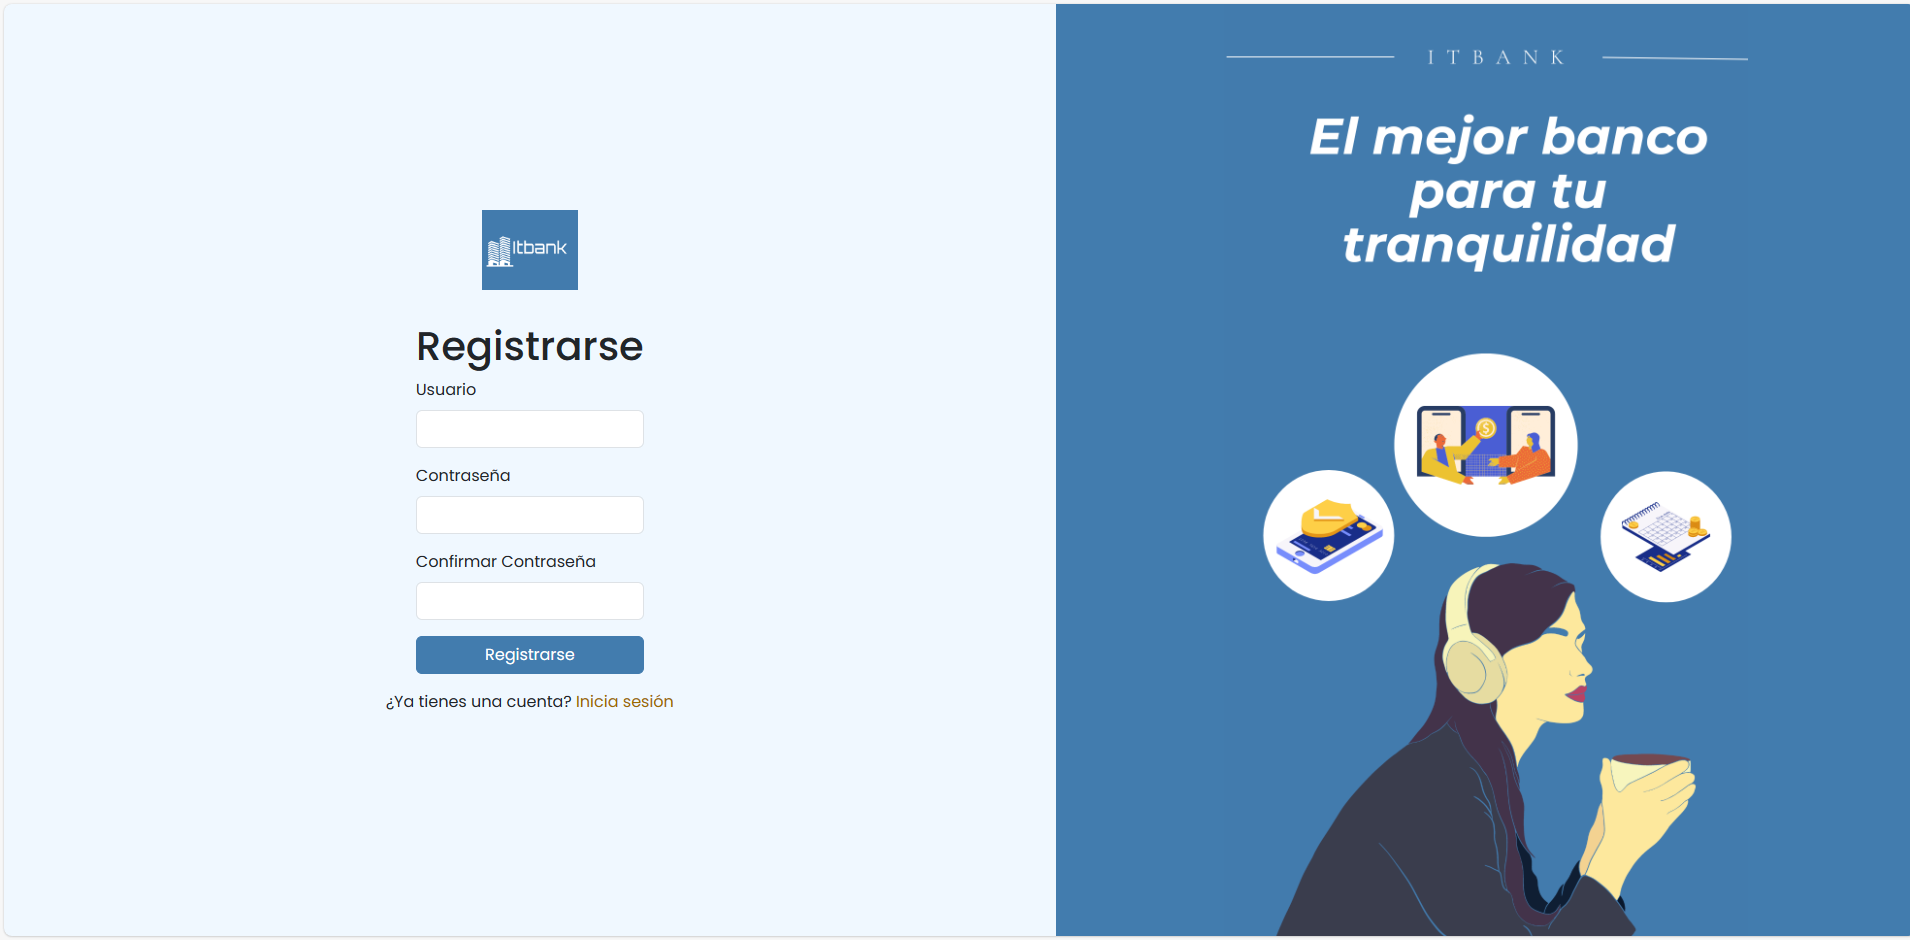 Itbank
Registrarse
Usuario
Contraseña
Confirmar Contraseña
Registrarse
¿Ya tienes una cuenta? Inicia sesión
ITBANK
El mejor banco
para tu
tranquilidad
$